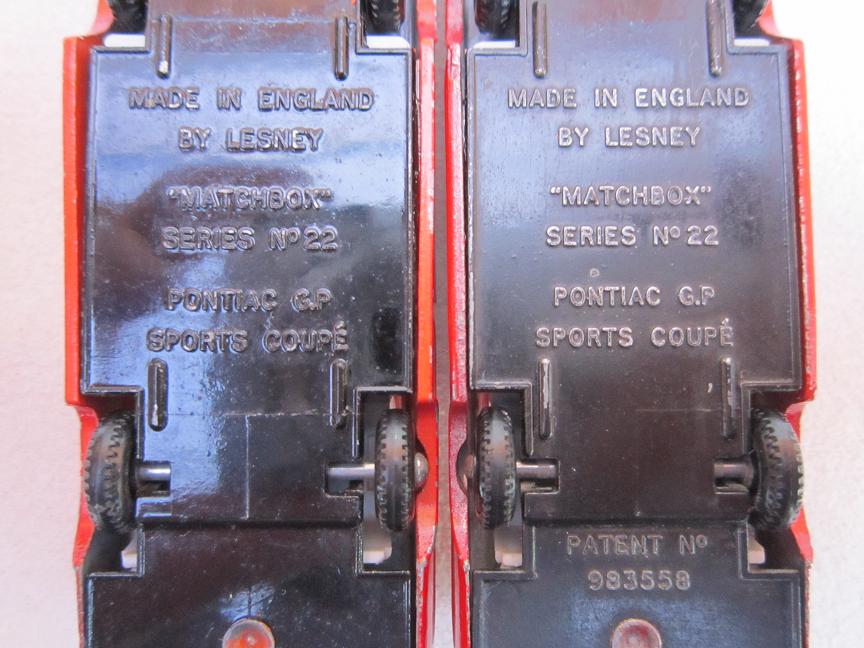 MADE IN ENGLAND
BY LESNEY
"MATCHBOX"
SERIES Nº 22
PONTIAC G.P
SPORTS COUPÉ
MADE IN ENGLAND
BY LESNEY
"MATCHBOX"
SERIES Nº 22
PONTIAC G.P
SPORTS COUPÉ
PATENT Nº
983558